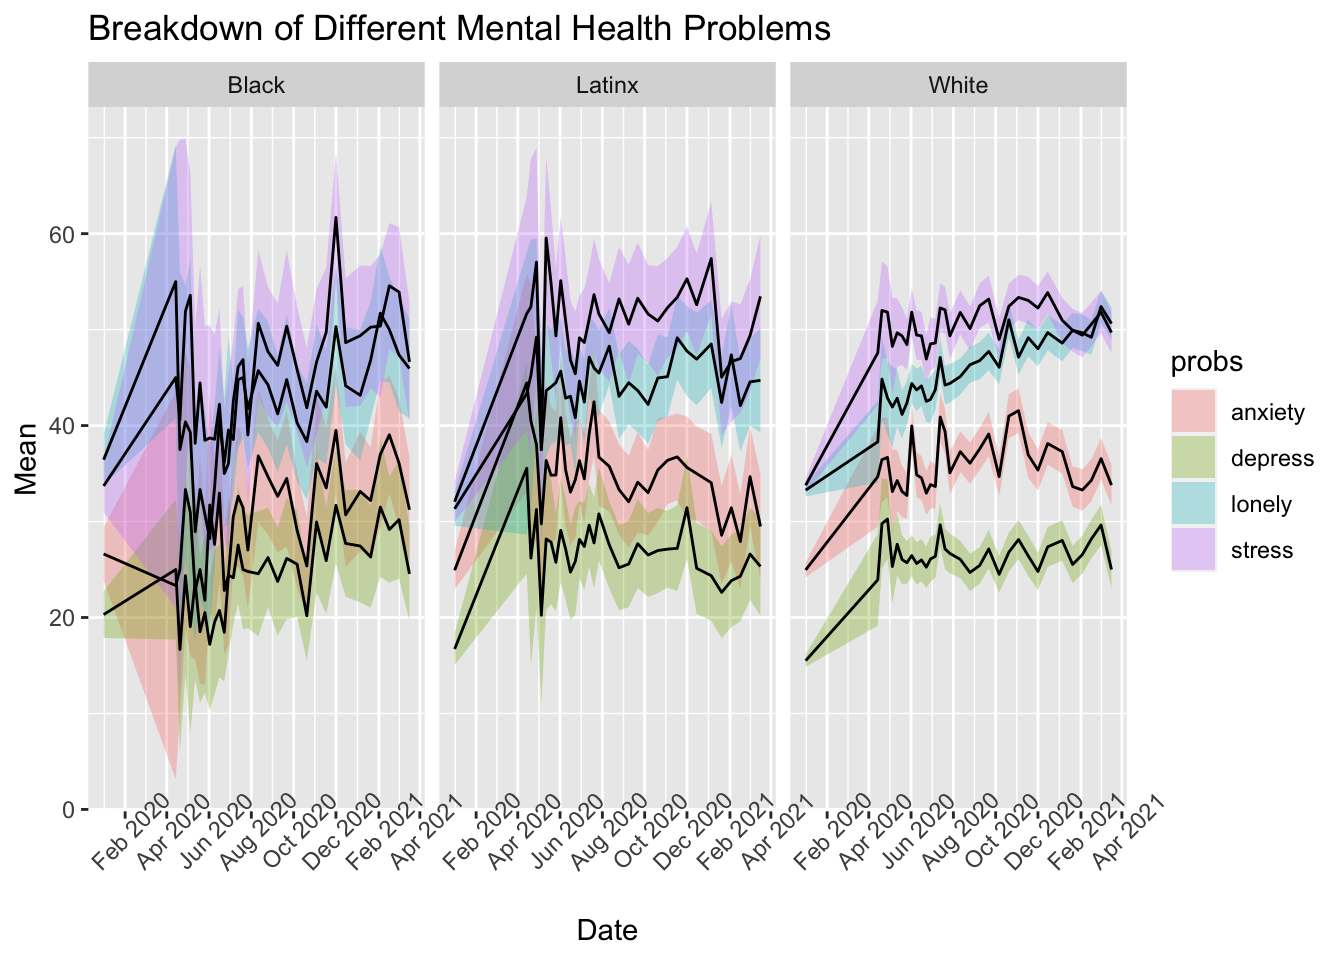 Breakdown of Different Mental Health Problems
Black
Latinx
White
Mean
60
40
20
0
Feb 2020
Apr 2020
Jun 2020
Aug 2020
Oct 2020
Dec 2020
Feb 2021
Apr 2021
Feb 2020
Apr 2020
Jun 2020
Aug 2020
Oct 2020
Dec 2020
Feb 2021
Apr 2021
Feb 2020
Apr 2020
Jun 2020
Aug 2020
Oct 2020
Dec 2020
Feb 2021
Apr 2021
Date
probs
anxiety
depress
lonely
stress